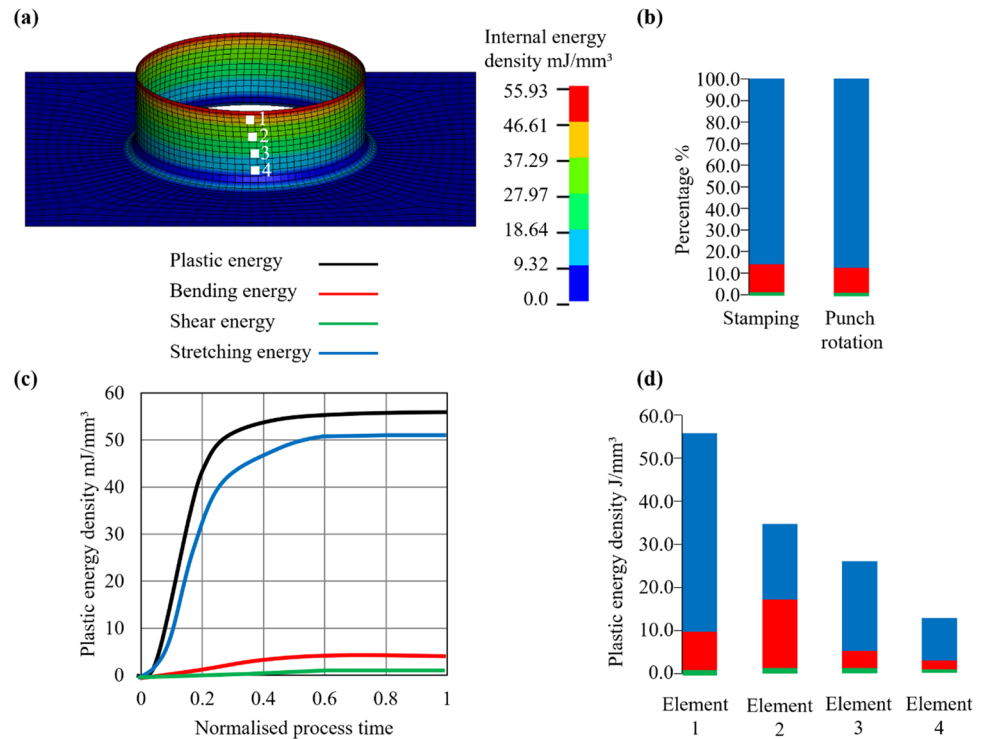 (a)
1
2
3
4
Internal energy
density mJ/mm³
55.93
46.61
37.29
27.97
18.64
9.32
0.0
Plastic energy
Bending energy
Shear energy
Stretching energy
(b)
Percentage %
100.0
90.0
80.0
70.0
60.0
50.0
40.0
30.0
20.0
10.0
0.0
Stamping
Punch
rotation
(c)
Plastic energy density mJ/mm³
60
50
40
30
20
10
0
0
0.2
0.4
0.6
0.8
1
Normalised process time
(d)
Plastic energy density J/mm³
60.0
50.0
40.0
30.0
20.0
10.0
0.0
Element
1
Element
2
Element
3
Element
4